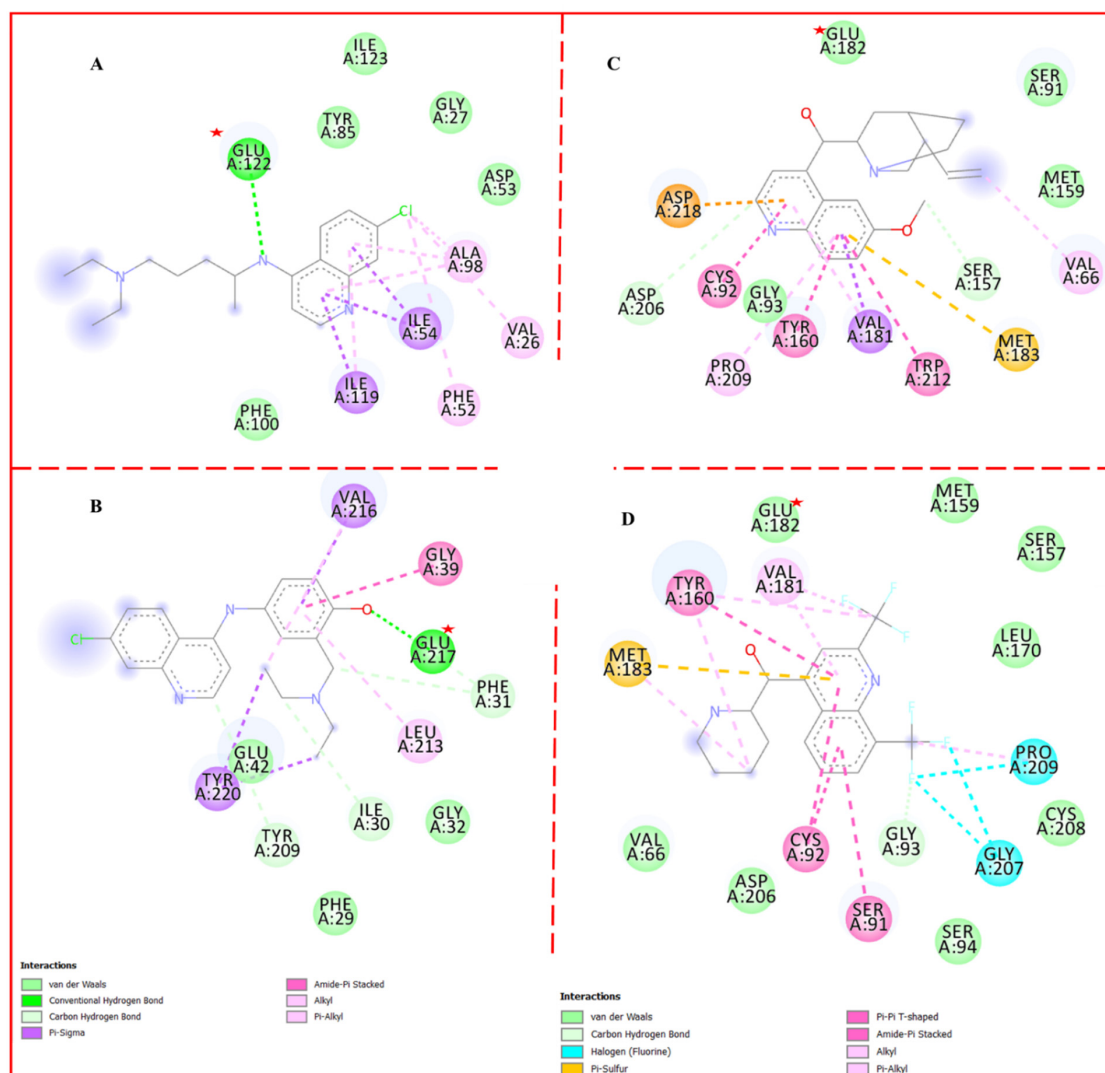 A
ILE
A:123
GLY
A:27
TYR
A:85
GLU
A:122
ASP
A:53
Cl
N
N
N
ALA
A:98
ILE
A:54
VAL
A:26
ILE
A:119
PHE
A:52
PHE
A:100
C
GLU
A:182
SER
A:91
O
N
MET
A:159
ASP
A:218
N
O
VAL
A:66
ASP
A:206
CYS
A:92
GLY
A:93
SER
A:157
TYR
A:160
VAL
A:181
MET
A:183
PRO
A:209
TRP
A:212
B
VAL
A:216
GLY
A:39
Cl
N
O
GLU
A:217
N
N
PHE
A:31
GLU
A:42
LEU
A:213
TYR
A:220
TYR
A:209
ILE
A:30
GLY
A:32
PHE
A:29
Interactions
van der Waals
Conventional Hydrogen Bond
Carbon Hydrogen Bond
Pi-Sigma
Amide-Pi Stacked
Alkyl
Pi-Alkyl
D
GLU
A:182
MET
A:159
SER
A:157
TYR
A:160
VAL
A:181
F
F
F
LEU
A:170
MET
A:183
O
N
N
F
F
F
PRO
A:209
VAL
A:66
CYS
A:92
GLY
A:93
CYS
A:208
ASP
A:206
GLY
A:207
SER
A:91
SER
A:94
Interactions
van der Waals
Carbon Hydrogen Bond
Halogen (Fluorine)
Pi-Sulfur
Pi-Pi T-shaped
Amide-Pi Stacked
Alkyl
Pi-Alkyl